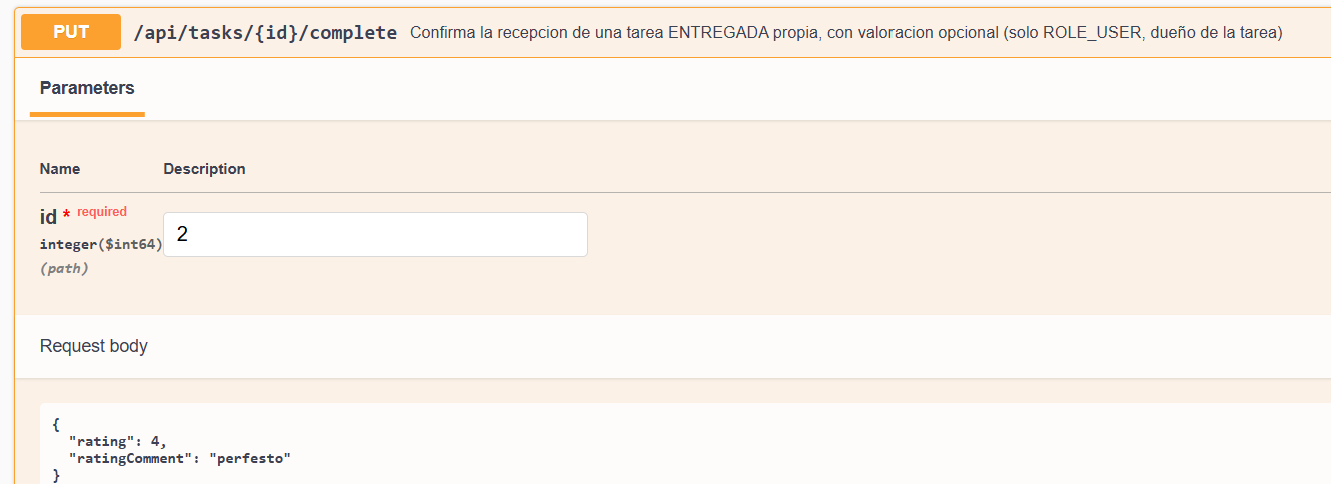 PUT /api/tasks/{id}/complete Confirma la recepcion de una tarea ENTREGADA propia, con valoracion opcional (solo ROLE_USER, dueño de la tarea)
Parameters
Name Description
id * required
integer($int64) 2
(path)
Request body
{
"rating": 4,
"ratingComment": "perfesto"
}